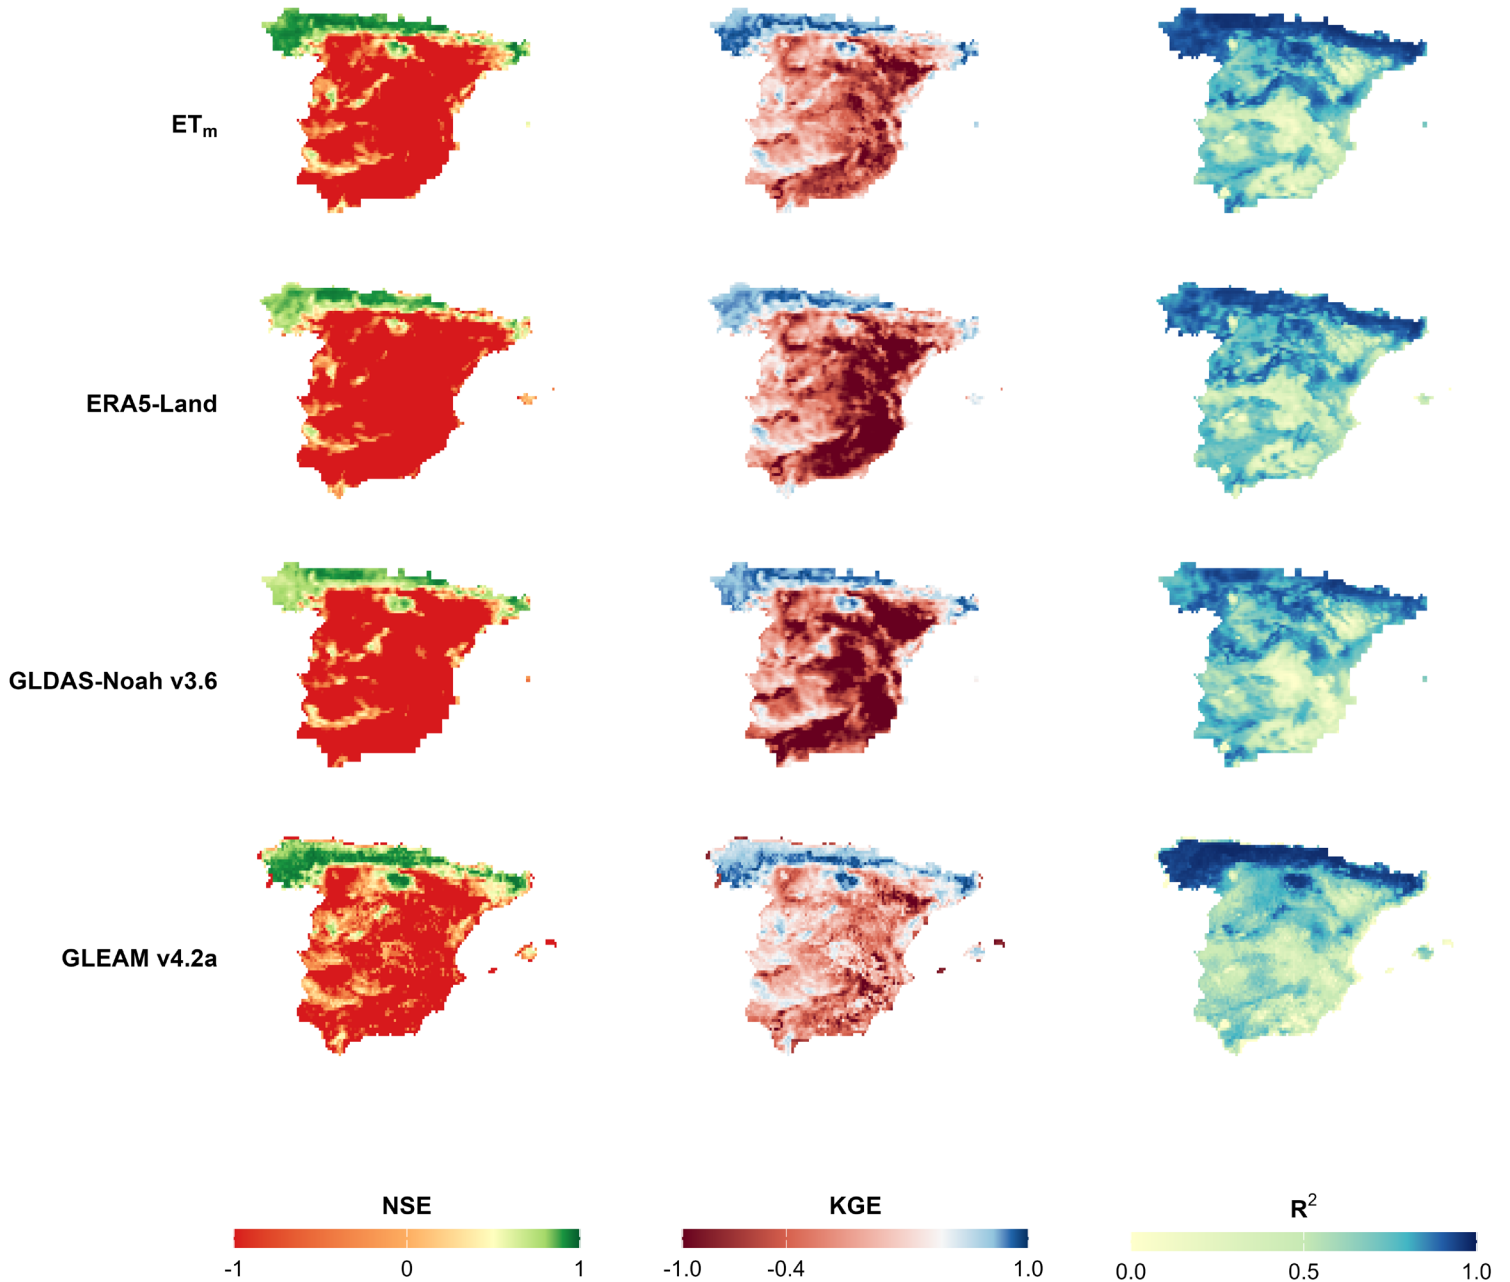 ETm
ERA5-Land
GLDAS-Noah v3.6
GLEAM v4.2a
NSE
-1 0 1
KGE
-1.0 -0.4 1.0
R²
0.0 0.5 1.0